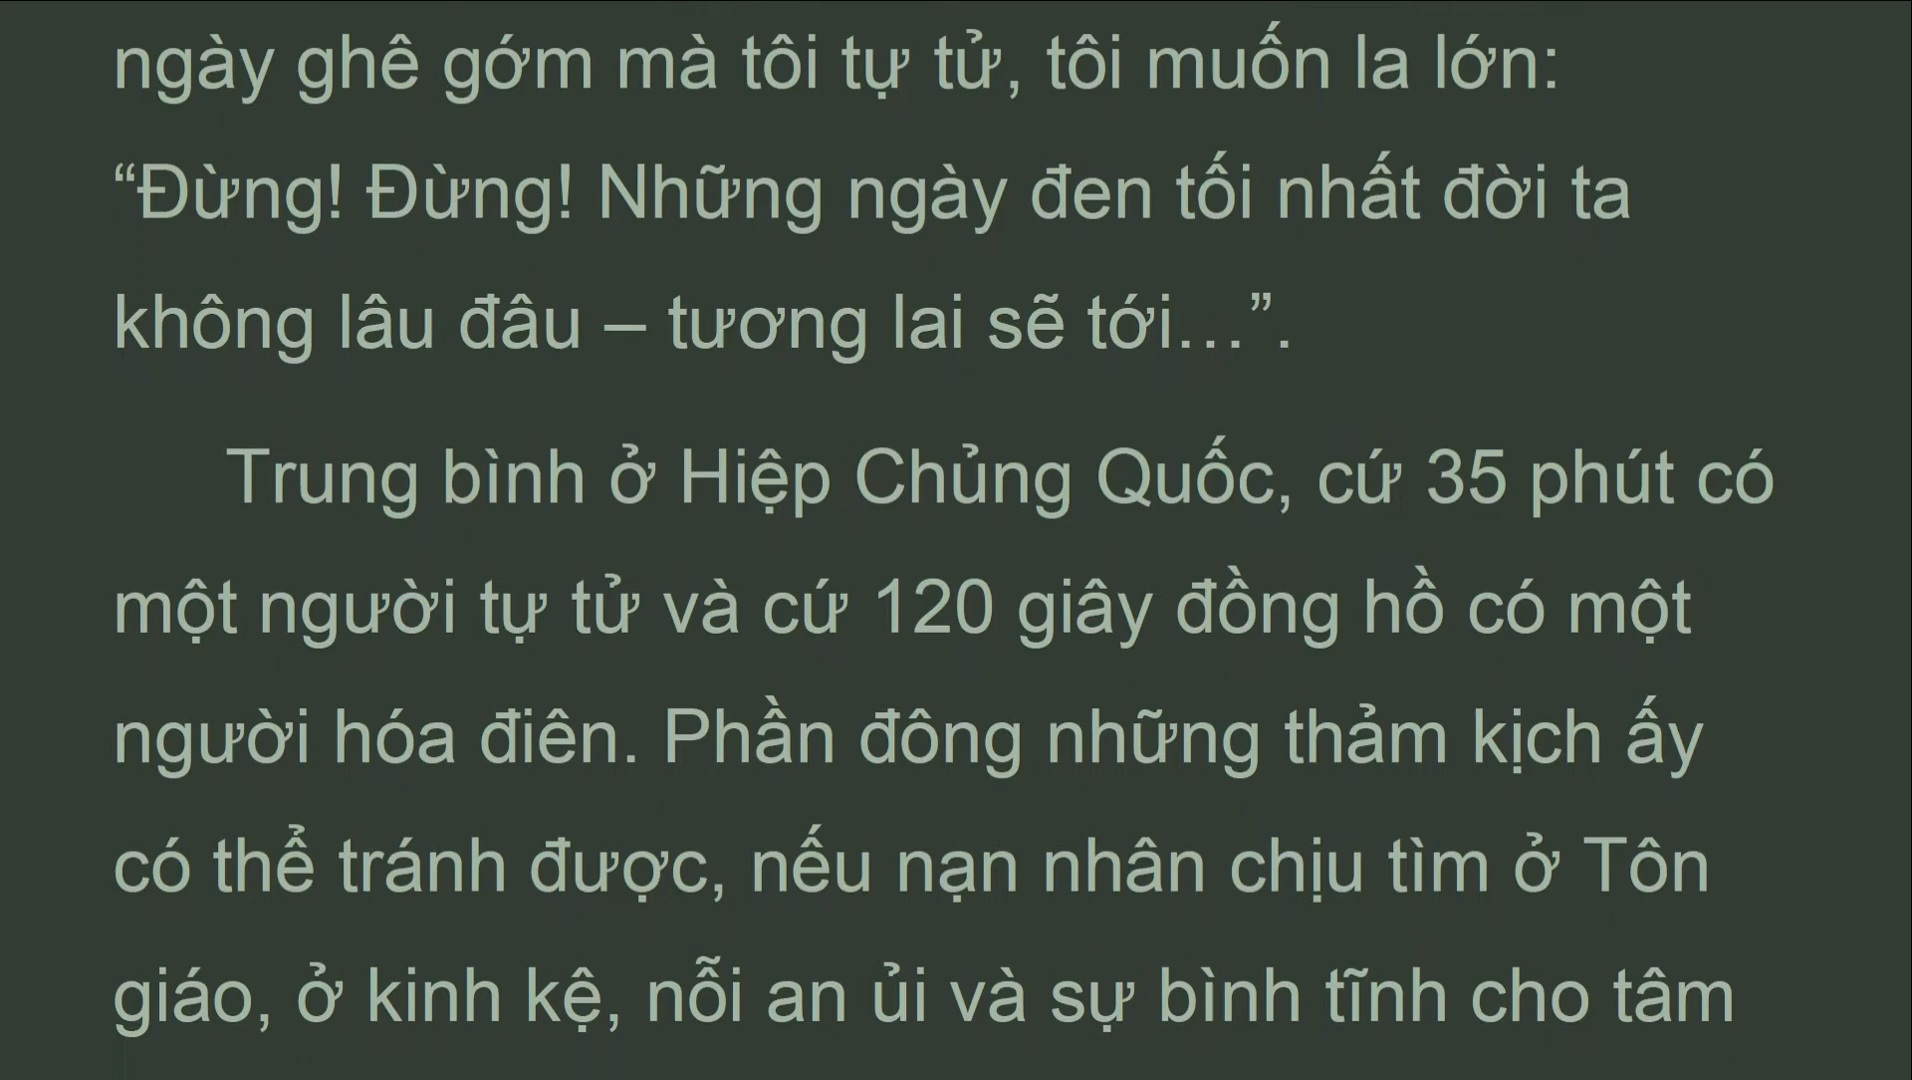 ngày ghê gớm mà tôi tự tử, tôi muốn la lớn:
“Đừng! Đừng! Những ngày đen tối nhất đời ta
không lâu đâu – tương lai sẽ tới…”.
Trung bình ở Hiệp Chủng Quốc, cứ 35 phút có
một người tự tử và cứ 120 giây đồng hồ có một
người hóa điên. Phần đông những thảm kịch ấy
có thể tránh được, nếu nạn nhân chịu tìm ở Tôn
giáo, ở kinh kệ, nỗi an ủi và sự bình tĩnh cho tâm